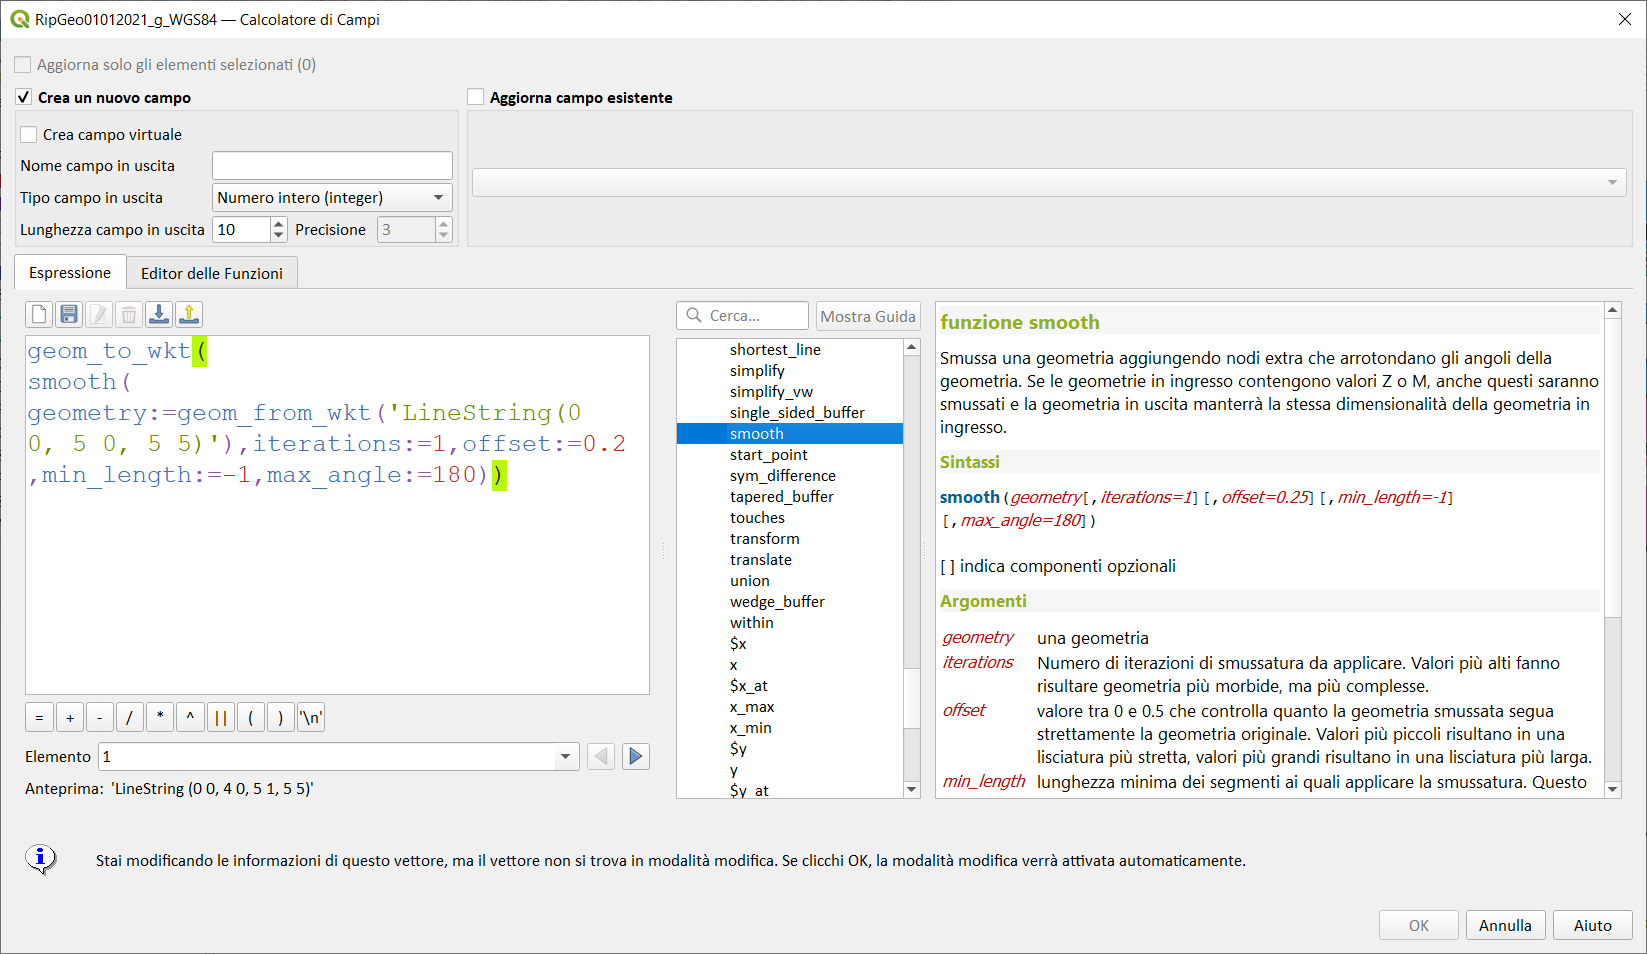 RipGeo01012021_g_WGS84 — Calcolatore di Campi
Aggiorna solo gli elementi selezionati (0)
Crea un nuovo campo
Aggiorna campo esistente
Crea campo virtuale
Nome campo in uscita
Tipo campo in uscita
Numero intero (integer)
Lunghezza campo in uscita
10
Precisione
3
Espressione
Editor delle Funzioni
geom_to_wkt(
smooth(
geometry:=geom_from_wkt('LineString(0
0, 5 0, 5 5)'),iterations:=1,offset:=0.2
,min_length:=-1,max_angle:=180))
= + - / * ^ || ( ) '\n'
Elemento
1
Anteprima: 'LineString (0 0, 4 0, 5 1, 5 5)'
Cerca...
Mostra Guida
shortest_line
simplify
simplify_vw
single_sided_buffer
smooth
start_point
sym_difference
tapered_buffer
touches
transform
translate
union
wedge_buffer
within
$x
x
$x_at
x_max
x_min
$y
y
$y_at
funzione smooth
Smussa una geometria aggiungendo nodi extra che arrotondano gli angoli della
geometria. Se le geometrie in ingresso contengono valori Z o M, anche questi saranno
smussati e la geometria in uscita manterrà la stessa dimensionalità della geometria in
ingresso.
Sintassi
smooth(geometry[,iterations=1][,offset=0.25][,min_length=-1]
[,max_angle=180])
[ ] indica componenti opzionali
Argomenti
geometry una geometria
iterations Numero di iterazioni di smussatura da applicare. Valori più alti fanno
risultare geometria più morbide, ma più complesse.
offset valore tra 0 e 0.5 che controlla quanto la geometria smussata segua
strettamente la geometria originale. Valori più piccoli risultano in una
lisciatura più stretta, valori più grandi risultano in una lisciatura più larga.
min_length lunghezza minima dei segmenti ai quali applicare la smussatura. Questo
Stai modificando le informazioni di questo vettore, ma il vettore non si trova in modalità modifica. Se clicchi OK, la modalità modifica verrà attivata automaticamente.
OK
Annulla
Aiuto